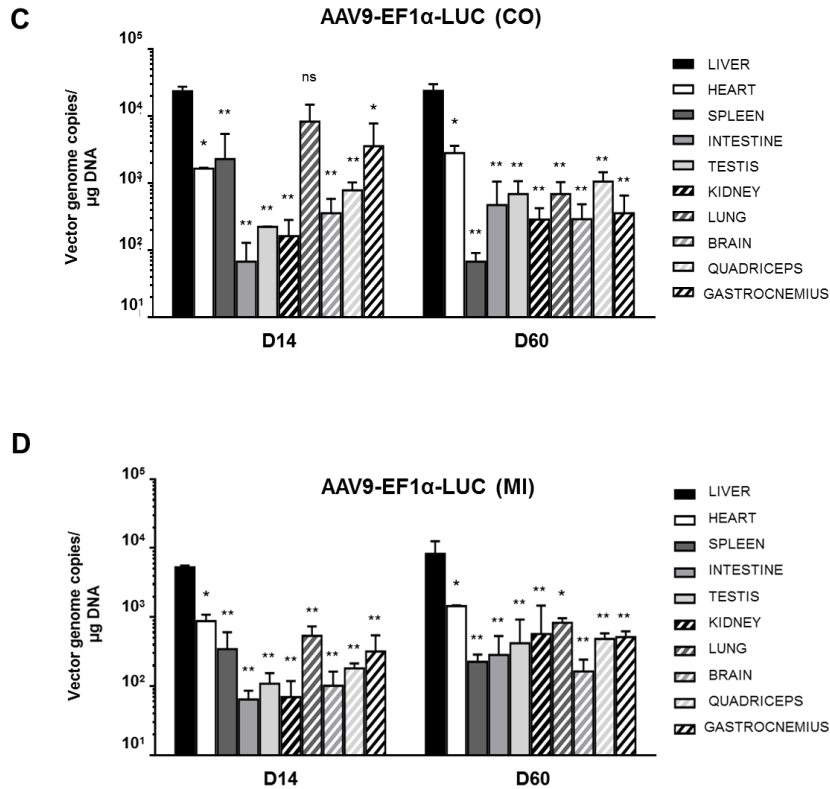 C
AAV9-EF1α-LUC (CO)
Vector genome copies/
µg DNA
10⁵
10⁴
10³
10²
10¹
* ** ** ** ** ns ** ** *
* ** ** ** ** ** ** ** **
D14
D60
LIVER
HEART
SPLEEN
INTESTINE
TESTIS
KIDNEY
LUNG
BRAIN
QUADRICEPS
GASTROCNEMIUS
D
AAV9-EF1α-LUC (MI)
Vector genome copies/
µg DNA
10⁵
10⁴
10³
10²
10¹
* ** ** ** ** ** ** ** **
* ** ** ** ** * ** ** **
D14
D60
LIVER
HEART
SPLEEN
INTESTINE
TESTIS
KIDNEY
LUNG
BRAIN
QUADRICEPS
GASTROCNEMIUS